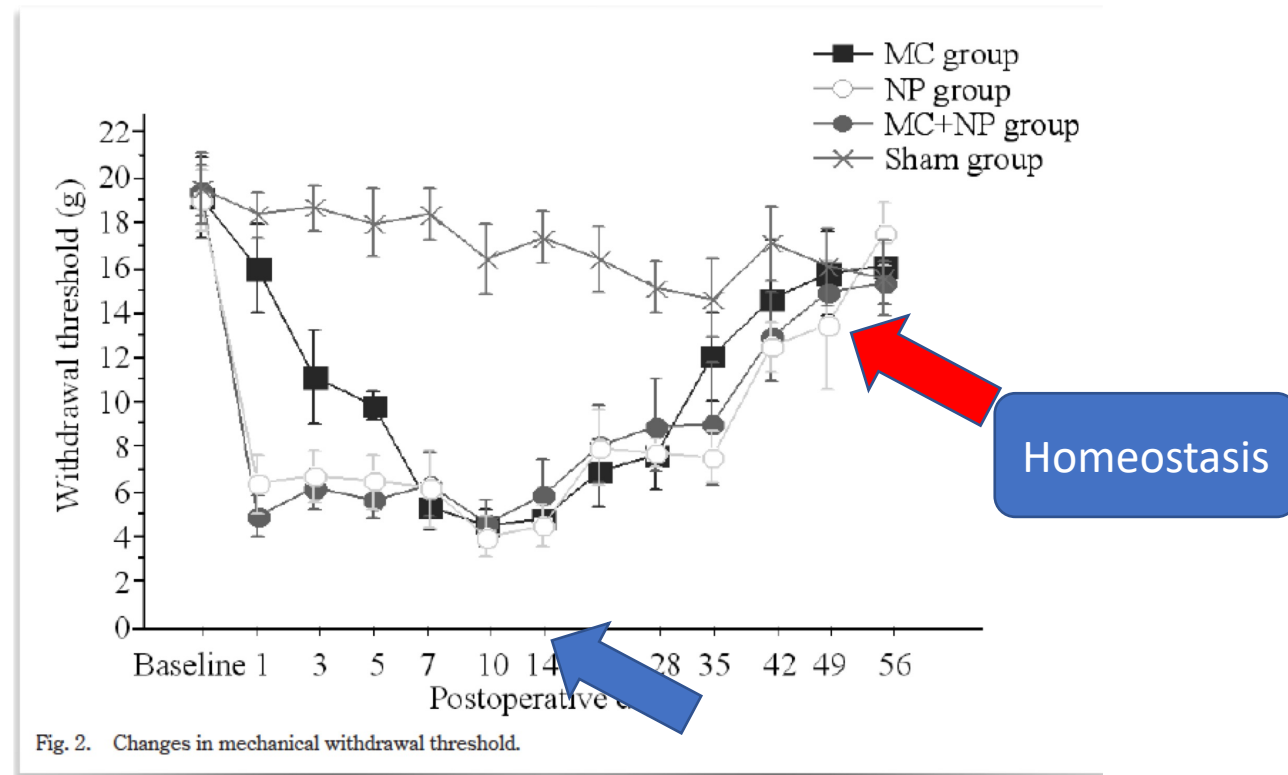 MC group
NP group
MC+NP group
Sham group
Withdrawal threshold (g)
22
20
18
16
14
12
10
8
6
4
2
0
Baseline 1 3 5 7 10 14 28 35 42 49 56
Postoperative
Homeostasis
Fig. 2. Changes in mechanical withdrawal threshold.